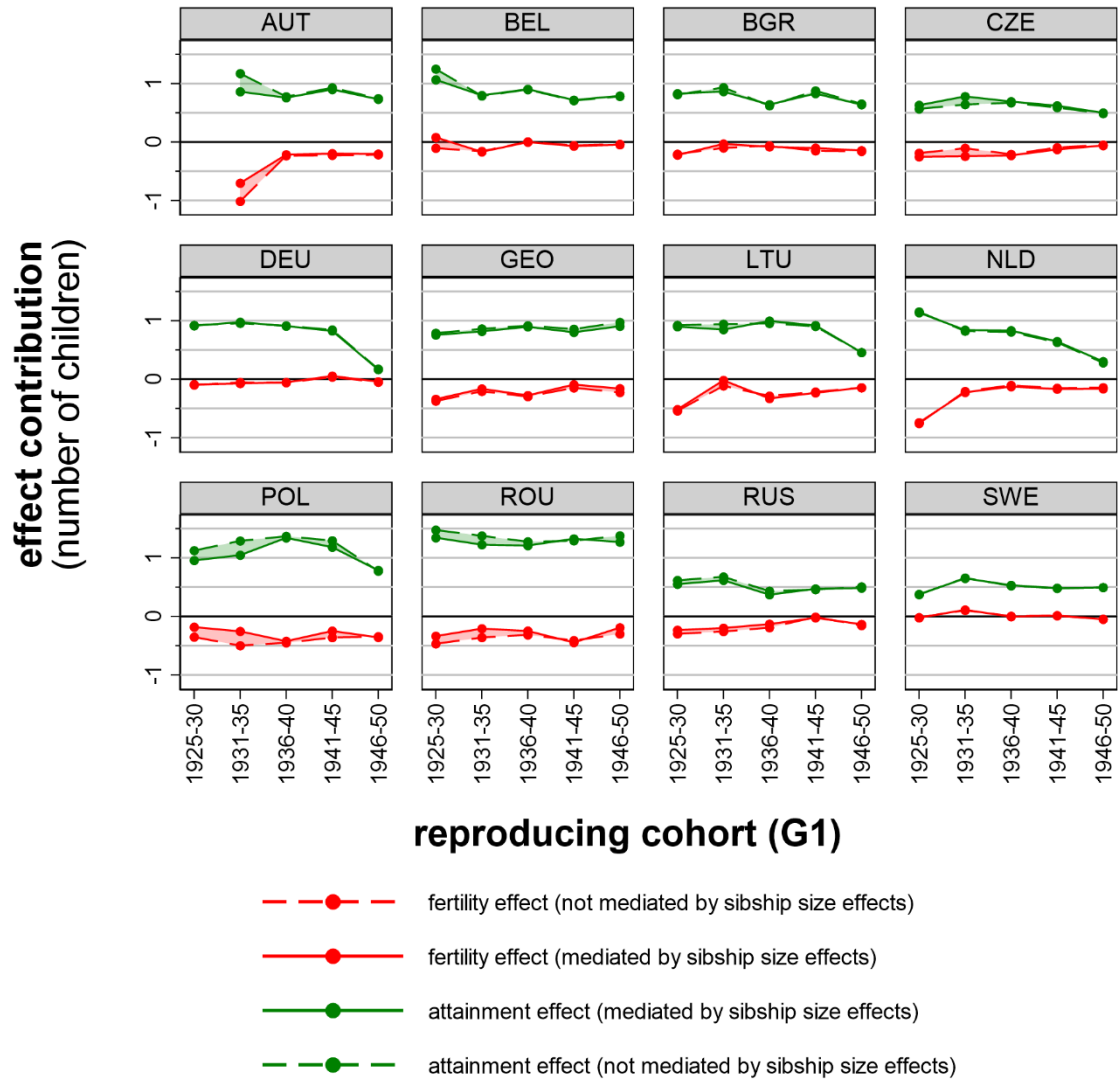 AUT BEL BGR CZE
1
0
-1
DEU GEO LTU NLD
1
0
-1
POL ROU RUS SWE
1
0
-1
effect contribution
(number of children)
1925-30 1931-35 1936-40 1941-45 1946-50 1925-30 1931-35 1936-40 1941-45 1946-50 1925-30 1931-35 1936-40 1941-45 1946-50 1925-30 1931-35 1936-40 1941-45 1946-50
reproducing cohort (G1)
fertility effect (not mediated by sibship size effects)
fertility effect (mediated by sibship size effects)
attainment effect (mediated by sibship size effects)
attainment effect (not mediated by sibship size effects)